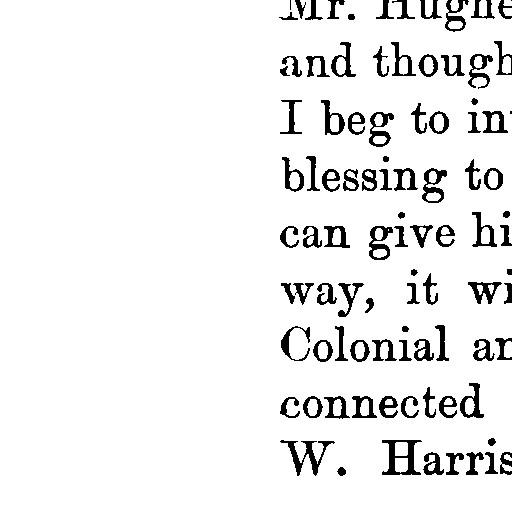 Mr. Hughe
and though
I beg to in
blessing to
can give hi
way, it wi
Colonial an
connected
W. Harris